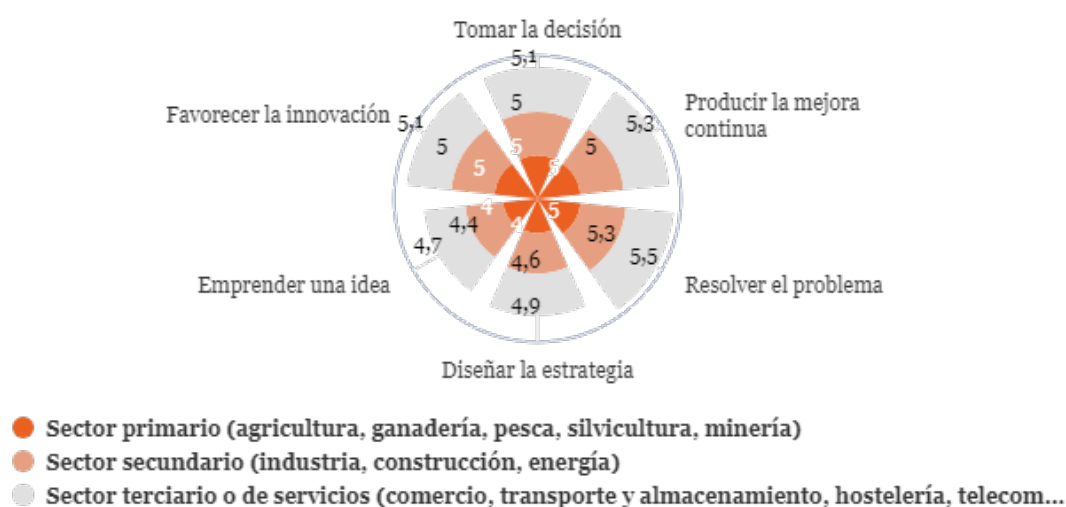 Tomar la decisión
5,1
5
5
Favorecer la innovación
5,1
5
5
Producir la mejora
continua
5,3
5
5
Emprender una idea
4,7
4,4
4
Resolver el problema
5,5
5,3
5
4
4,6
4,9
Diseñar la estrategia
Sector primario (agricultura, ganadería, pesca, silvicultura, minería)
Sector secundario (industria, construcción, energía)
Sector terciario o de servicios (comercio, transporte y almacenamiento, hostelería, telecom...